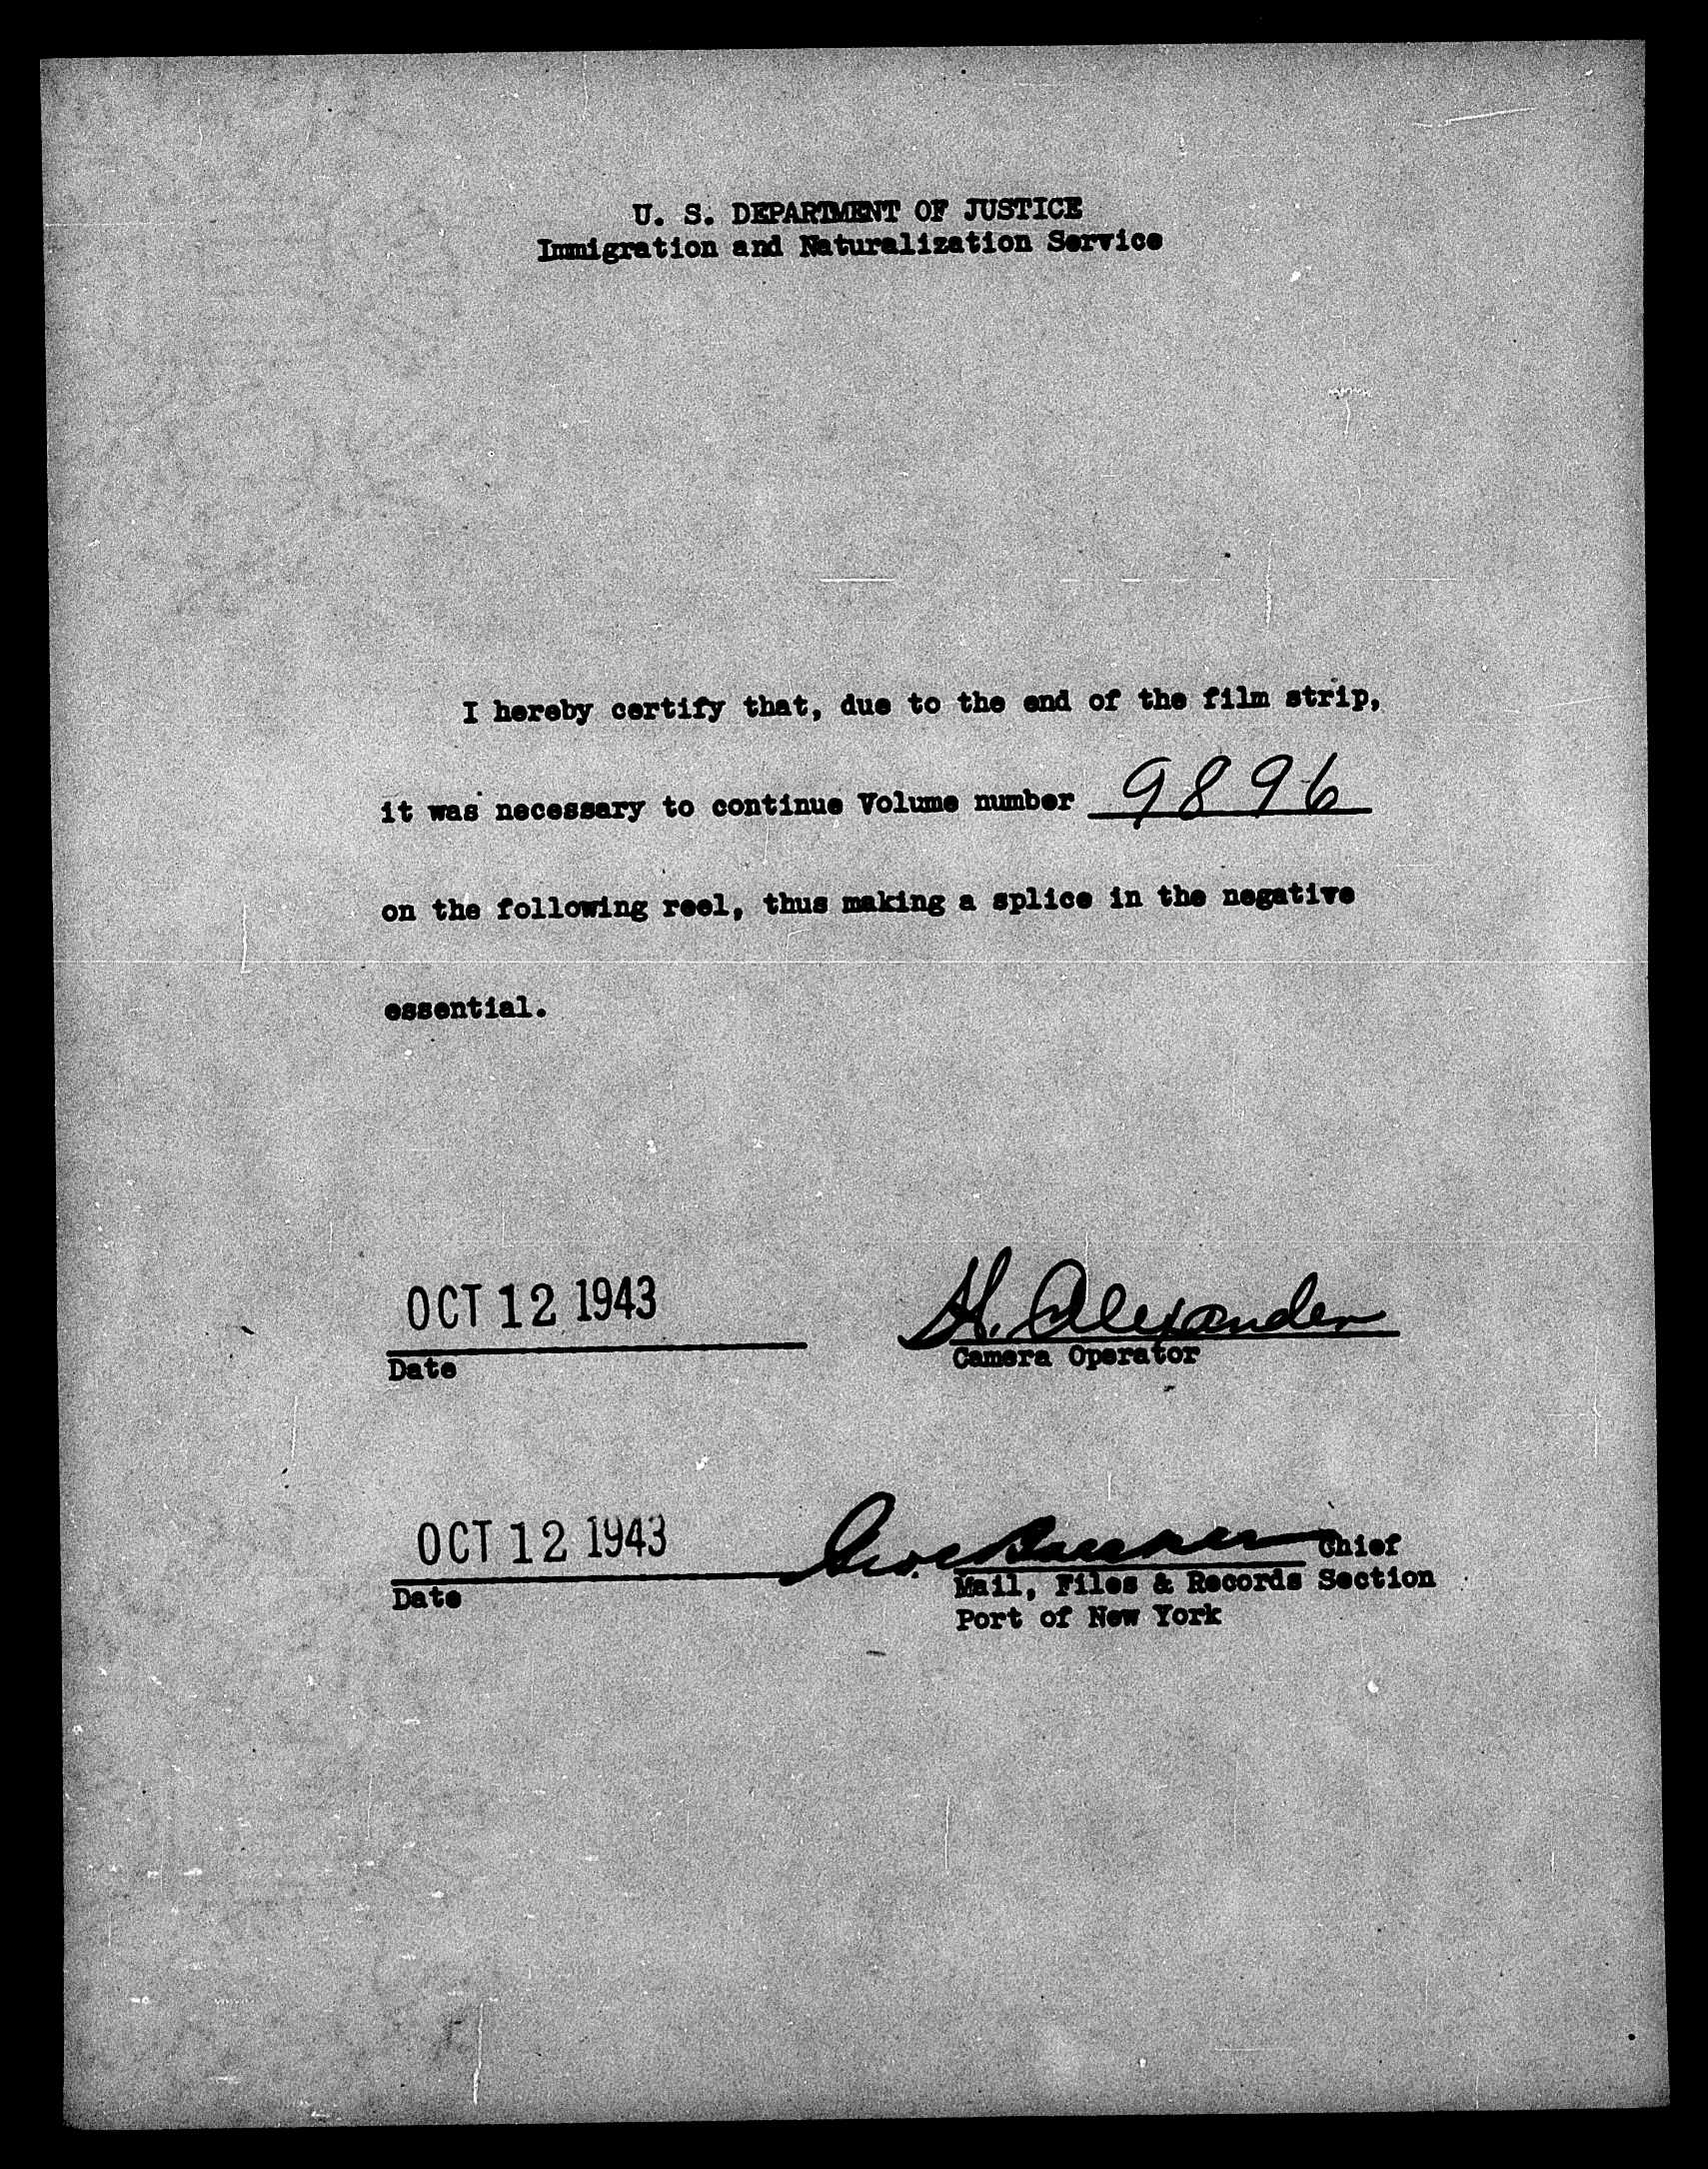 U. S. DEPARTMENT OF JUSTICE
Immigration and Naturalization Service
I hereby certify that, due to the end of the film strip,
it was necessary to continue Volume number 9896
on the following reel, thus making a splice in the negative
essential.
OCT 12 1943
H. Alexander
Date
Camera Operator
OCT 12 1943
Chief
Date
Mail, Files & Records Section
Port of New York